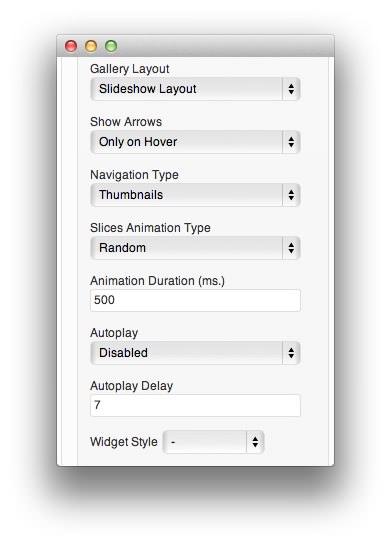 Gallery Layout
Slideshow Layout
Show Arrows
Only on Hover
Navigation Type
Thumbnails
Slices Animation Type
Random
Animation Duration (ms.)
500
Autoplay
Disabled
Autoplay Delay
7
Widget Style -